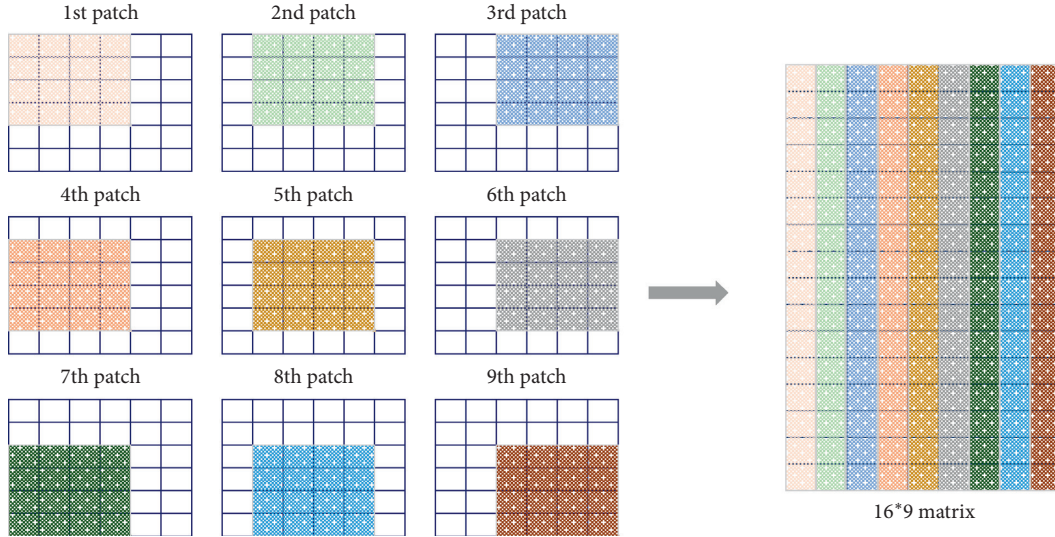 1st patch
2nd patch
3rd patch
4th patch
5th patch
6th patch
7th patch
8th patch
9th patch
16*9 matrix